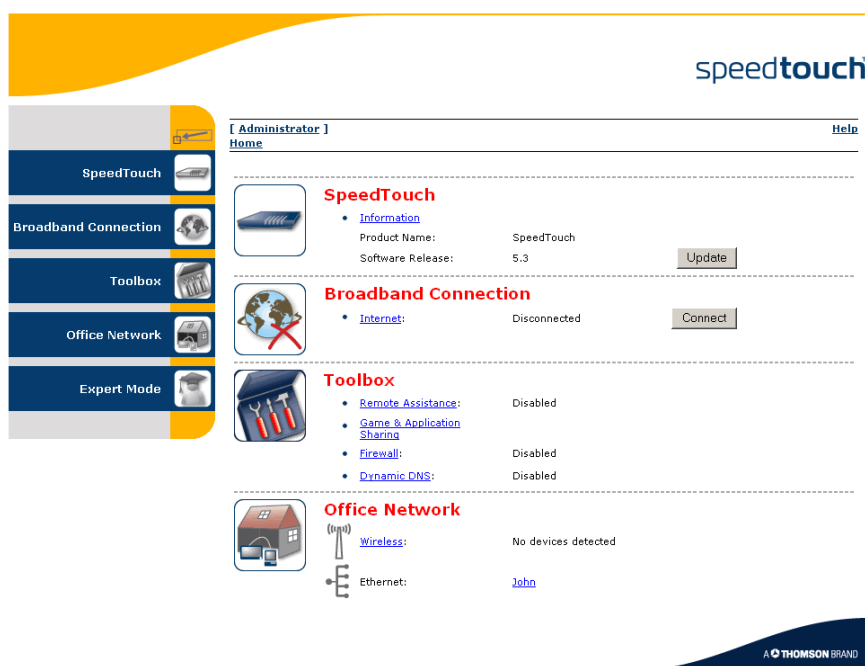 speedtouch
[ Administrator ]
Help
Home
SpeedTouch
Broadband Connection
Toolbox
Office Network
Expert Mode
SpeedTouch
Information
Product Name: SpeedTouch
Software Release: 5.3 Update
Broadband Connection
Internet: Disconnected Connect
Toolbox
Remote Assistance: Disabled
Game & Application
Sharing
Firewall: Disabled
Dynamic DNS: Disabled
Office Network
Wireless: No devices detected
Ethernet: John
A THOMSON BRAND